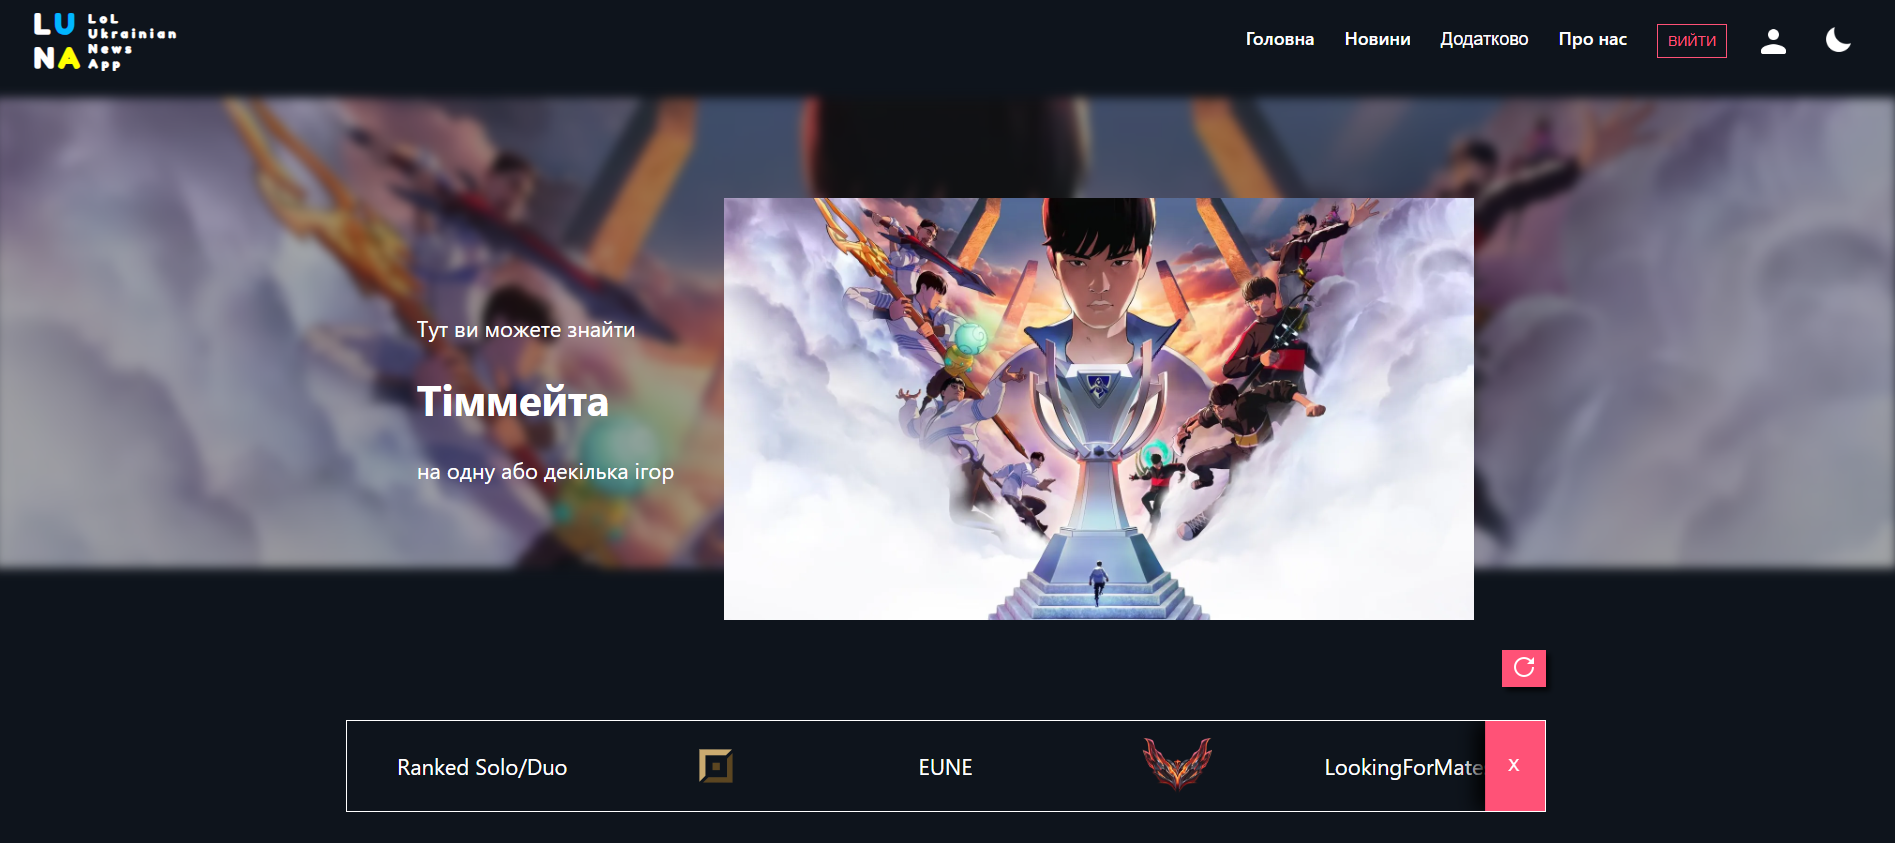 LU LoL
Ukrainian
NA News
App
Головна Новини Додатково Про нас ВИЙТИ
Тут ви можете знайти
Тіммейта
на одну або декілька ігор
Ranked Solo/Duo EUNE LookingForMate X